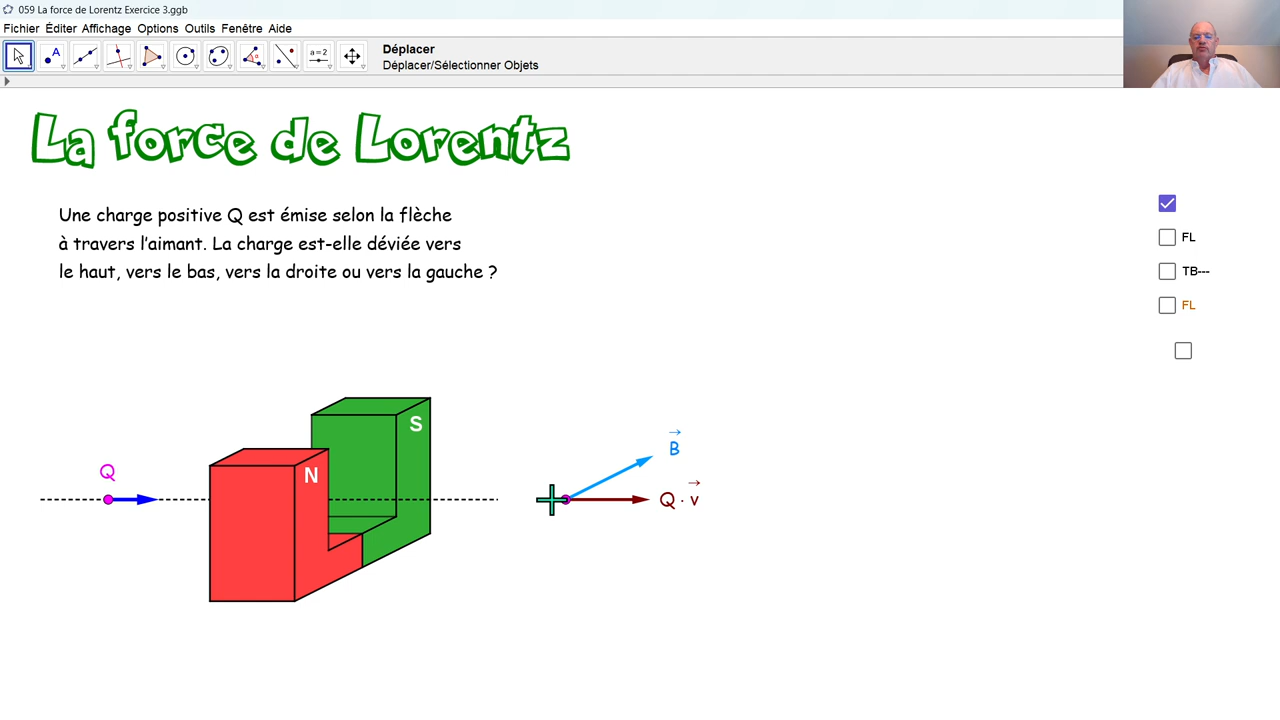 059 La force de Lorentz Exercice 3.ggb
Fichier Éditer Affichage Options Outils Fenêtre Aide
A
a=2
Déplacer
Déplacer/Sélectionner Objets
La force de Lorentz
Une charge positive Q est émise selon la flèche
à travers l'aimant. La charge est-elle déviée vers
le haut, vers le bas, vers la droite ou vers la gauche ?
FL
TB---
FL
S
N
Q
B
Q · v